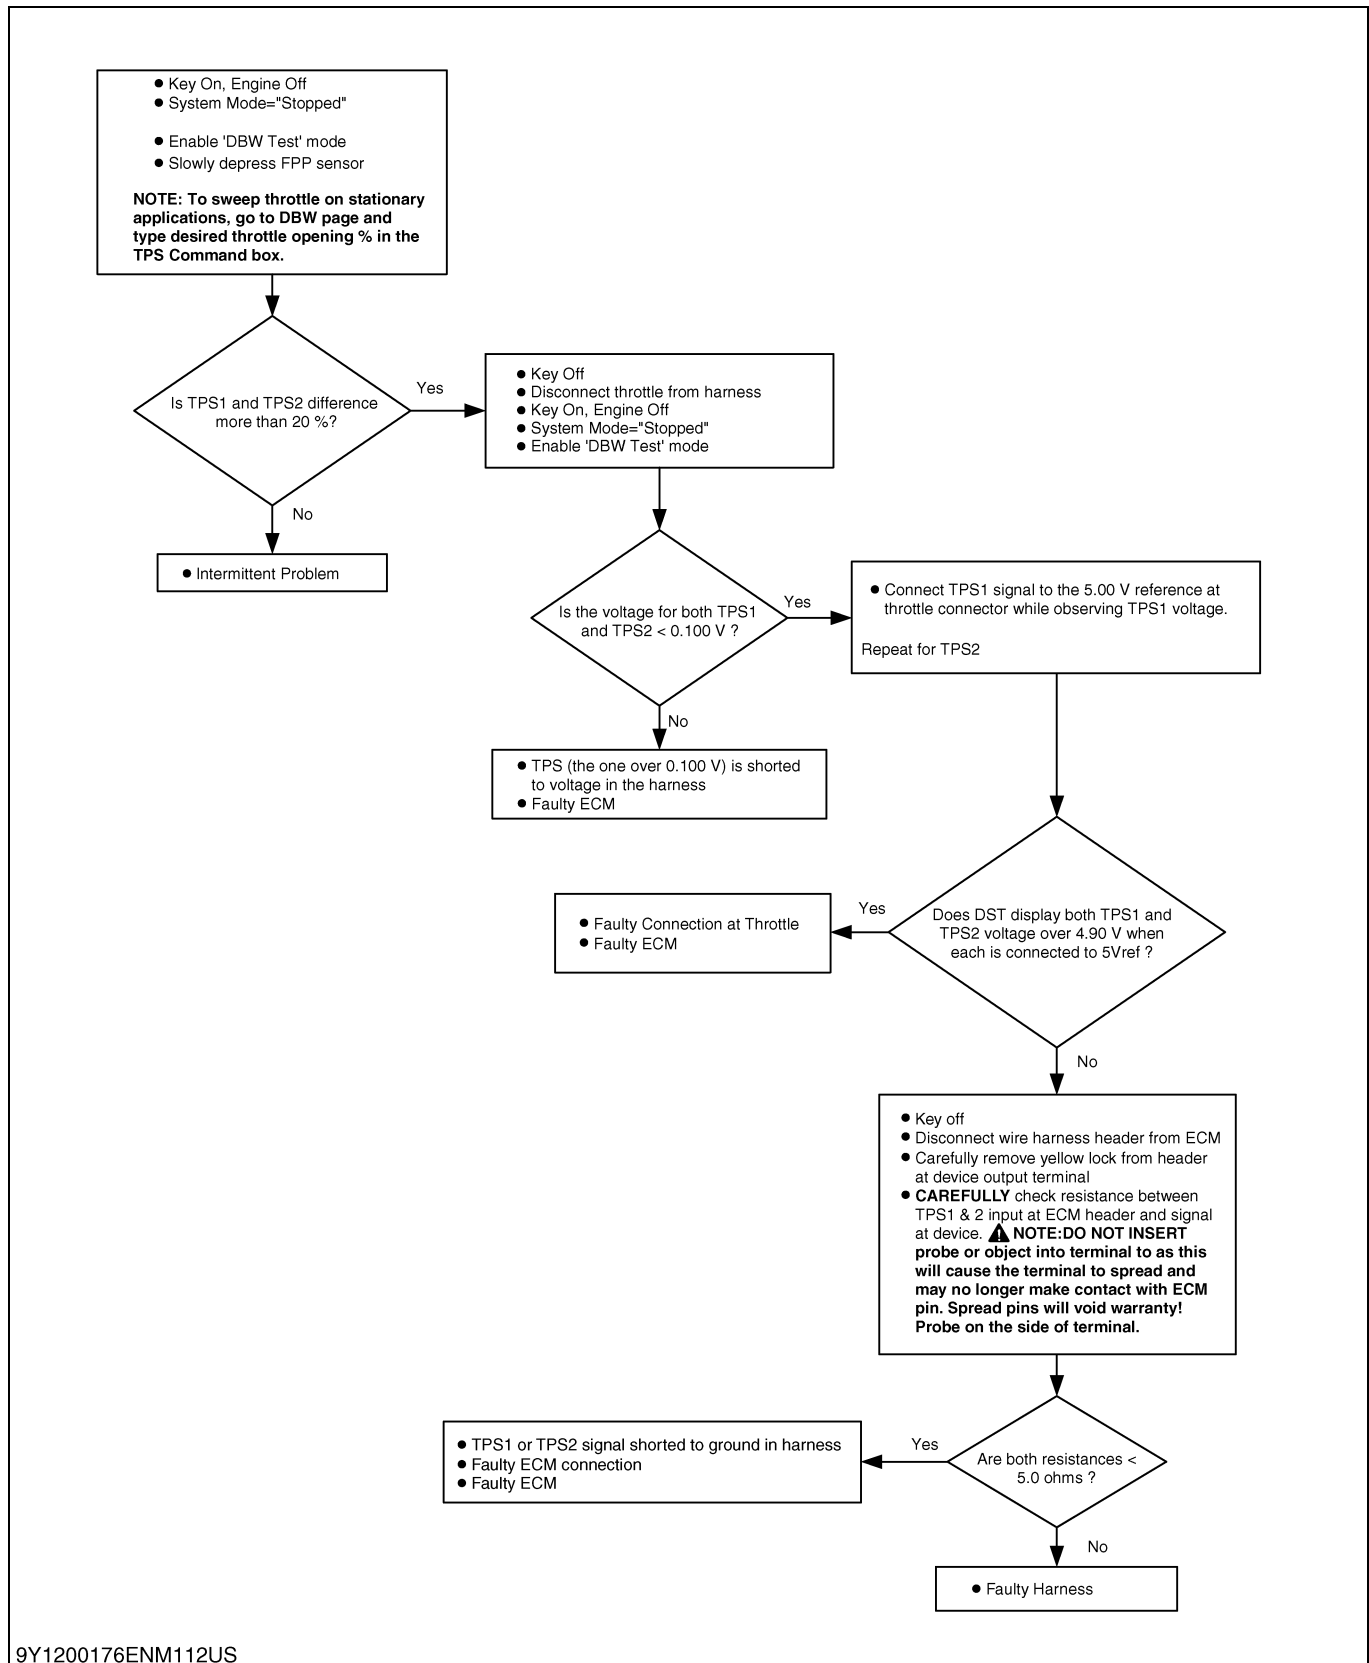 ● Key On, Engine Off
● System Mode="Stopped"
● Enable 'DBW Test' mode
● Slowly depress FPP sensor
NOTE: To sweep throttle on stationary
applications, go to DBW page and
type desired throttle opening % in the
TPS Command box.
Is TPS1 and TPS2 difference
more than 20 %?
Yes
No
● Intermittent Problem
● Key Off
● Disconnect throttle from harness
● Key On, Engine Off
● System Mode="Stopped"
● Enable 'DBW Test' mode
Is the voltage for both TPS1
and TPS2 < 0.100 V ?
Yes
No
● TPS (the one over 0.100 V) is shorted
to voltage in the harness
● Faulty ECM
● Connect TPS1 signal to the 5.00 V reference at
throttle connector while observing TPS1 voltage.
Repeat for TPS2
Does DST display both TPS1 and
TPS2 voltage over 4.90 V when
each is connected to 5Vref ?
Yes
● Faulty Connection at Throttle
● Faulty ECM
No
● Key off
● Disconnect wire harness header from ECM
● Carefully remove yellow lock from header
at device output terminal
● CAREFULLY check resistance between
TPS1 & 2 input at ECM header and signal
at device. NOTE:DO NOT INSERT
probe or object into terminal to as this
will cause the terminal to spread and
may no longer make contact with ECM
pin. Spread pins will void warranty!
Probe on the side of terminal.
Are both resistances <
5.0 ohms ?
Yes
● TPS1 or TPS2 signal shorted to ground in harness
● Faulty ECM connection
● Faulty ECM
No
● Faulty Harness
9Y1200176ENM112US